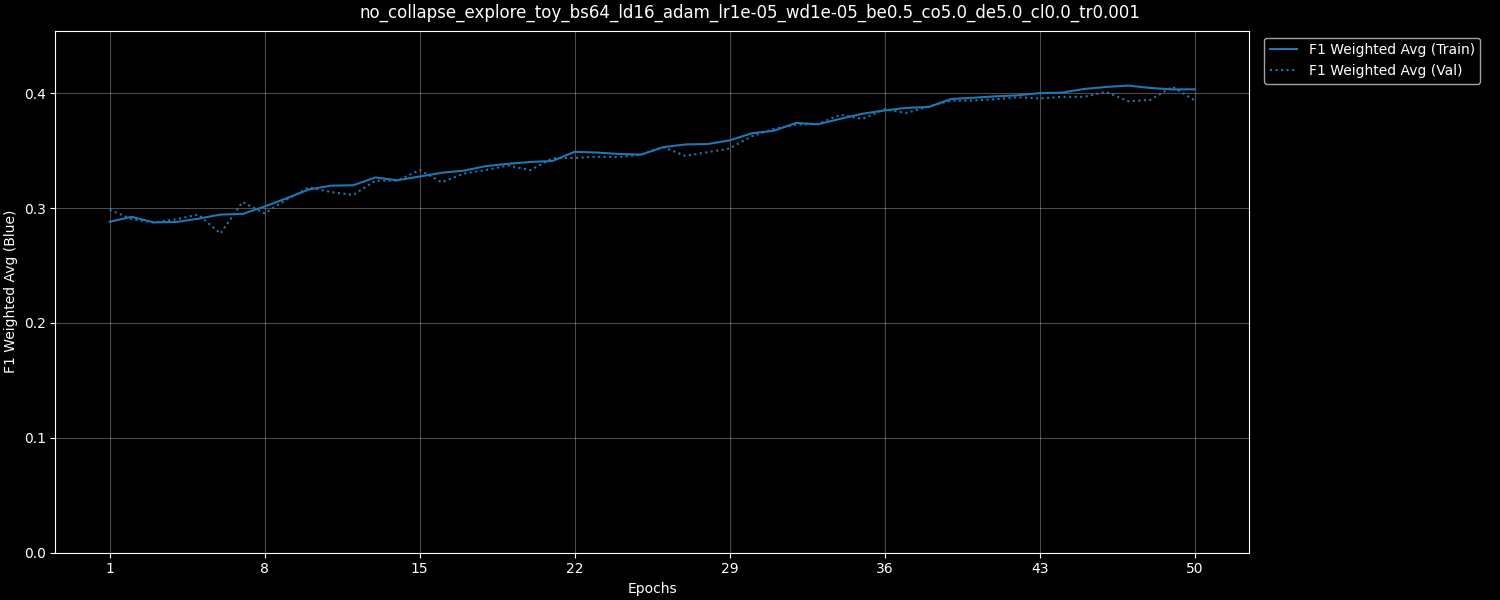 no_collapse_explore_toy_bs64_ld16_adam_lr1e-05_wd1e-05_be0.5_co5.0_de5.0_cl0.0_tr0.001
F1 Weighted Avg (Train)
F1 Weighted Avg (Val)
F1 Weighted Avg (Blue)
0.4
0.3
0.2
0.1
0.0
1 8 15 22 29 36 43 50
Epochs